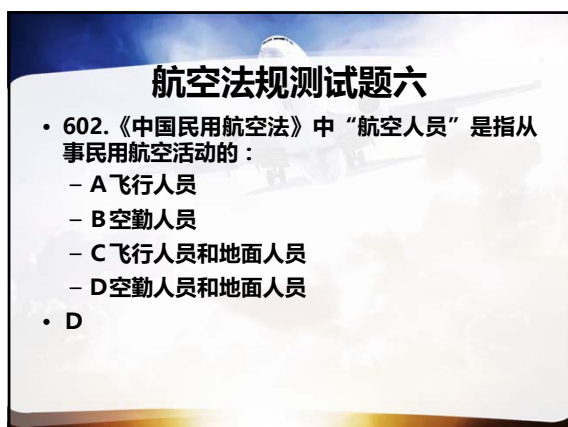 航空法规测试题六
• 602.《中国民用航空法》中“航空人员”是指从
事民用航空活动的：
– A飞行人员
– B空勤人员
– C飞行人员和地面人员
– D空勤人员和地面人员
• D